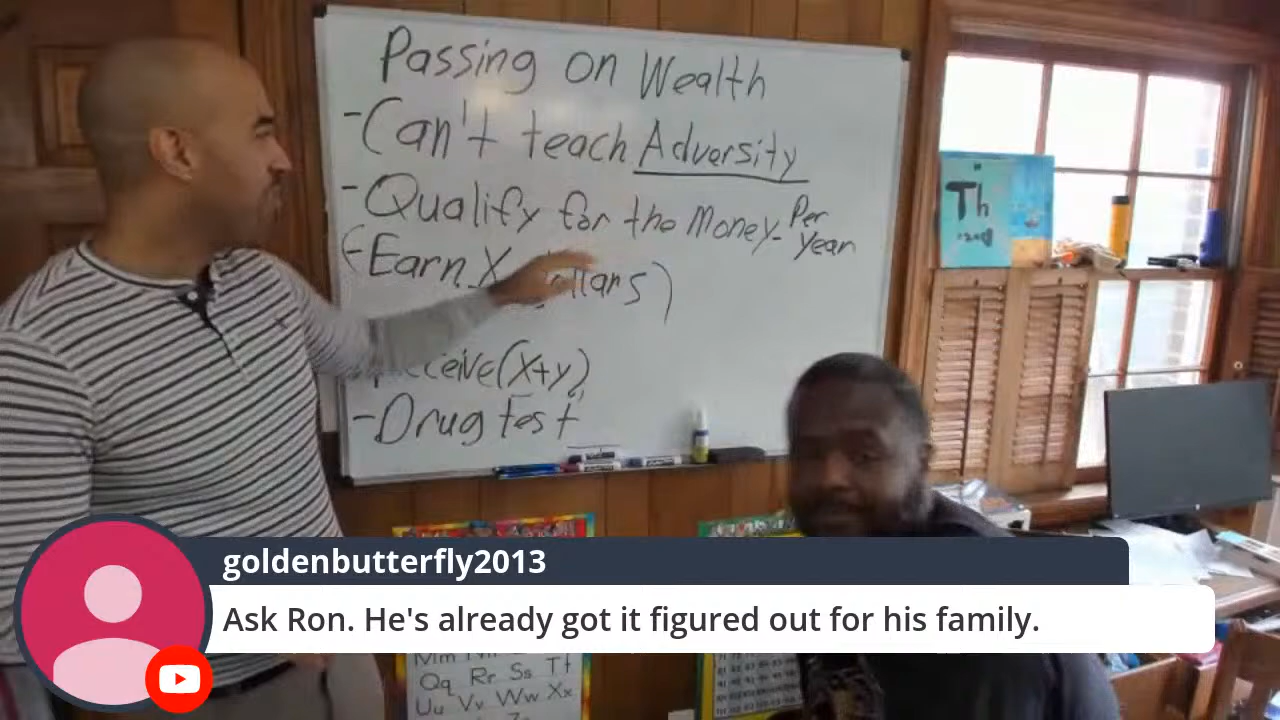 Passing on Wealth
-Can't teach Adversity
-Qualify for the Money- Per Year
(-Earn X
(X+y)
-Drug test
Th
goldenbutterfly2013
Ask Ron. He's already got it figured out for his family.
Qq Rr Ss Tt
Uu Vv Ww Xx